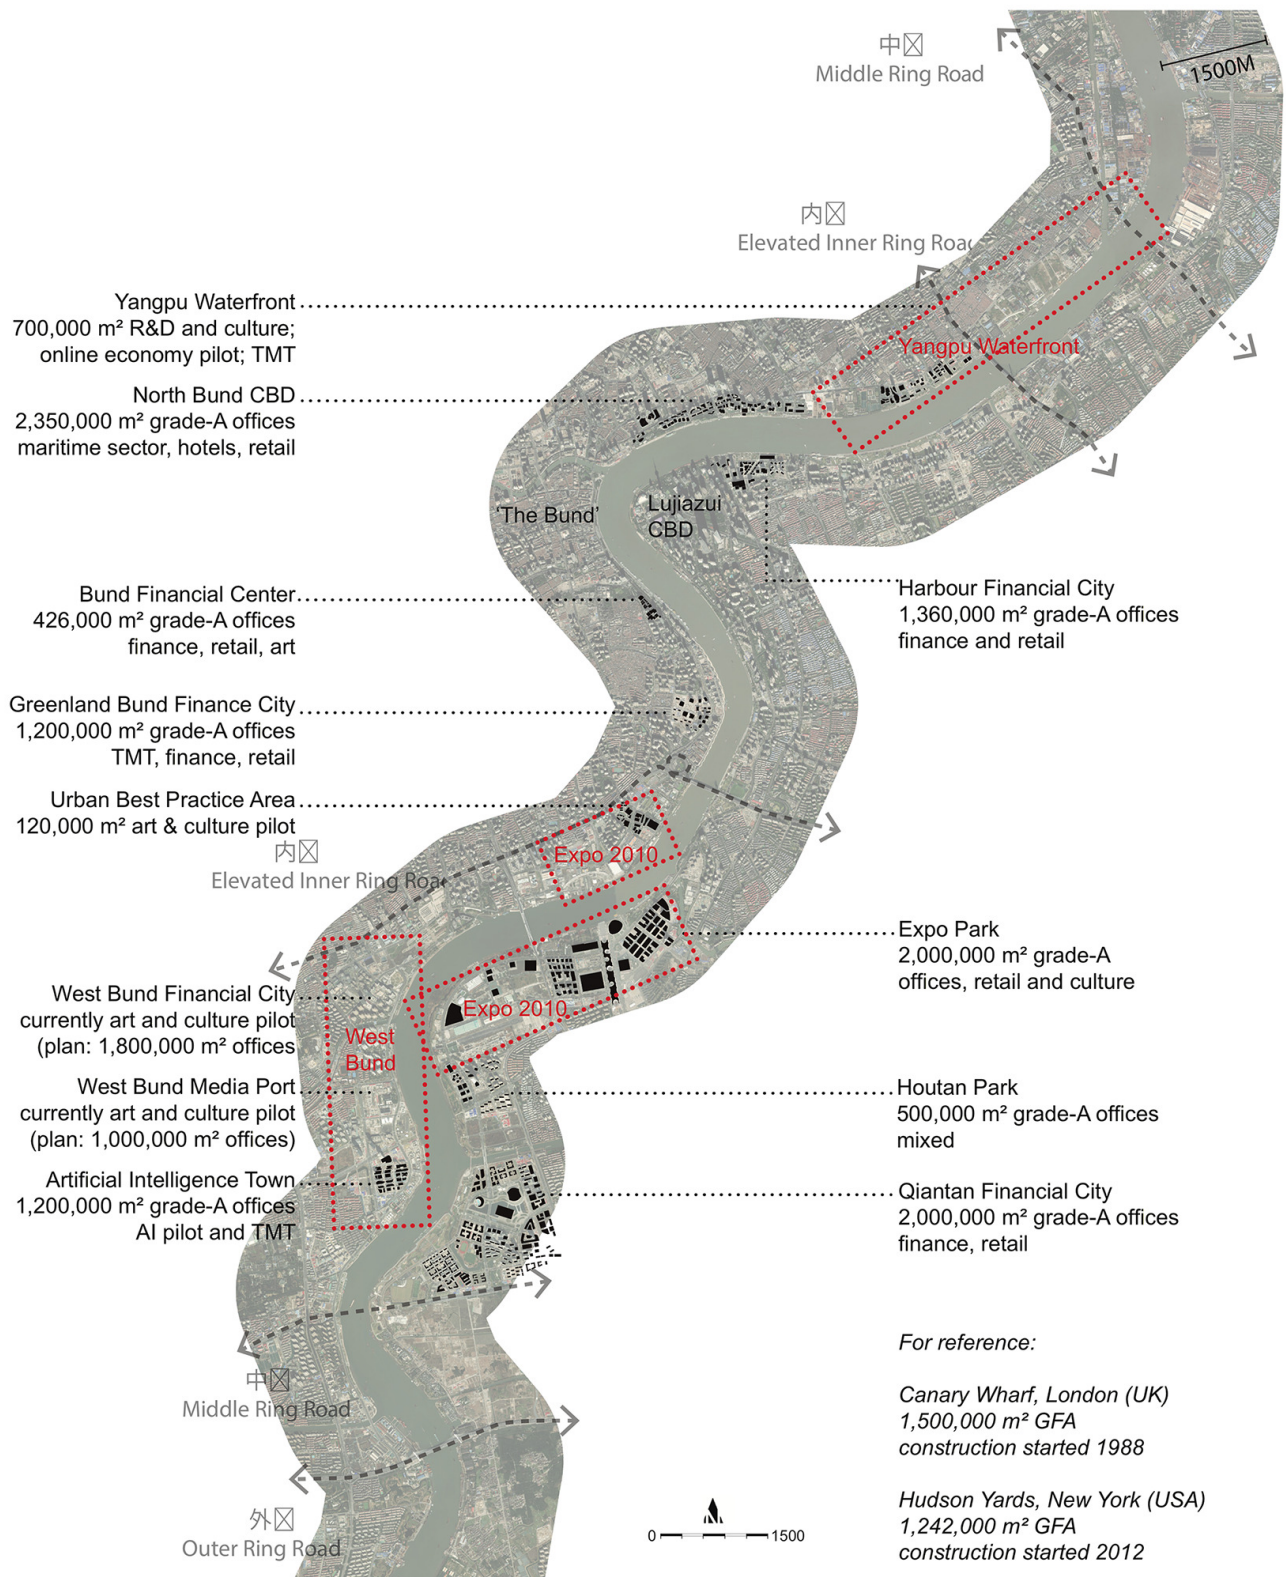 中☒
Middle Ring Road
1500M
内☒
Elevated Inner Ring Road
Yangpu Waterfront
700,000 m² R&D and culture;
online economy pilot; TMT
Yangpu Waterfront
North Bund CBD
2,350,000 m² grade-A offices
maritime sector, hotels, retail
'The Bund'
Lujiazui
CBD
Bund Financial Center
426,000 m² grade-A offices
finance, retail, art
Harbour Financial City
1,360,000 m² grade-A offices
finance and retail
Greenland Bund Finance City
1,200,000 m² grade-A offices
TMT, finance, retail
Urban Best Practice Area
120,000 m² art & culture pilot
内☒
Elevated Inner Ring Roa
Expo 2010
Expo Park
2,000,000 m² grade-A
offices, retail and culture
West Bund Financial City
currently art and culture pilot
(plan: 1,800,000 m² offices
Expo 2010
West
Bund
West Bund Media Port
currently art and culture pilot
(plan: 1,000,000 m² offices)
Houtan Park
500,000 m² grade-A offices
mixed
Artificial Intelligence Town
1,200,000 m² grade-A offices
AI pilot and TMT
Qiantan Financial City
2,000,000 m² grade-A offices
finance, retail
中☒
Middle Ring Road
外☒
Outer Ring Road
0 1500
For reference:
Canary Wharf, London (UK)
1,500,000 m² GFA
construction started 1988
Hudson Yards, New York (USA)
1,242,000 m² GFA
construction started 2012